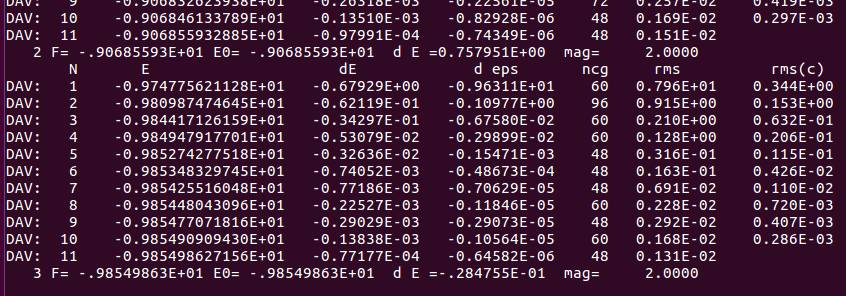 DAV: 9 -0.906832623938E+01 -0.26318E-03 -0.22561E-05 72 0.257E-02 0.419E-03
DAV: 10 -0.906846133789E+01 -0.13510E-03 -0.82928E-06 48 0.169E-02 0.297E-03
DAV: 11 -0.906855932885E+01 -0.97991E-04 -0.74349E-06 48 0.151E-02
2 F= -.90685593E+01 E0= -.90685593E+01 d E =0.757951E+00 mag= 2.0000
N E dE d eps ncg rms rms(c)
DAV: 1 -0.974775621128E+01 -0.67929E+00 -0.96311E+01 60 0.796E+01 0.344E+00
DAV: 2 -0.980987474645E+01 -0.62119E-01 -0.10977E+00 96 0.915E+00 0.153E+00
DAV: 3 -0.984417126159E+01 -0.34297E-01 -0.67580E-02 60 0.210E+00 0.632E-01
DAV: 4 -0.984947917701E+01 -0.53079E-02 -0.29899E-02 60 0.128E+00 0.206E-01
DAV: 5 -0.985274277518E+01 -0.32636E-02 -0.15471E-03 48 0.316E-01 0.115E-01
DAV: 6 -0.985348329745E+01 -0.74052E-03 -0.48673E-04 48 0.163E-01 0.426E-02
DAV: 7 -0.985425516048E+01 -0.77186E-03 -0.70629E-05 48 0.691E-02 0.110E-02
DAV: 8 -0.985448043096E+01 -0.22527E-03 -0.11846E-05 60 0.228E-02 0.720E-03
DAV: 9 -0.985477071816E+01 -0.29029E-03 -0.29073E-05 48 0.292E-02 0.407E-03
DAV: 10 -0.985490909430E+01 -0.13838E-03 -0.10564E-05 60 0.168E-02 0.286E-03
DAV: 11 -0.985498627156E+01 -0.77177E-04 -0.64582E-06 48 0.131E-02
3 F= -.98549863E+01 E0= -.98549863E+01 d E =-.284755E-01 mag= 2.0000